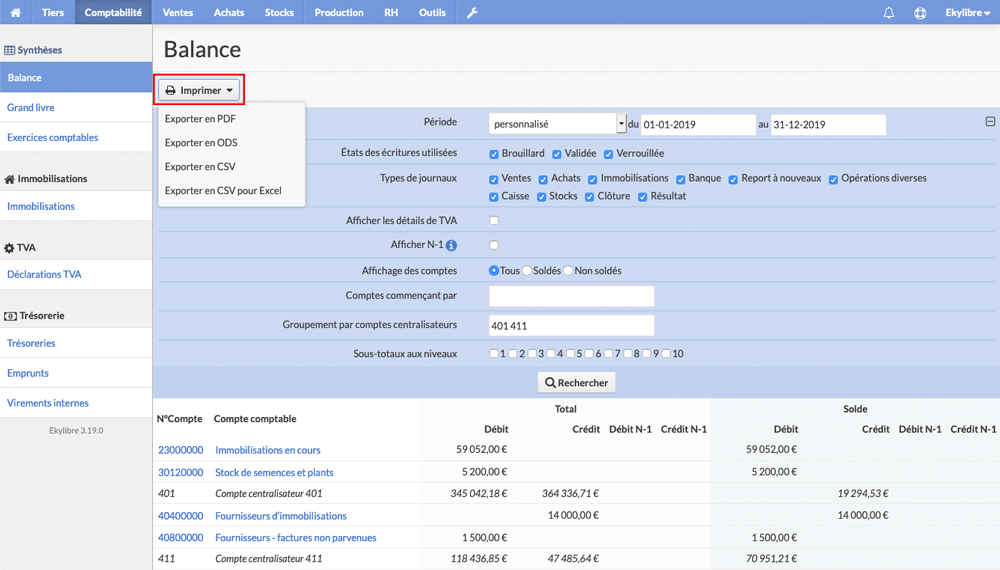 Tiers Comptabilité Ventes Achats Stocks Production RH Outils Ekylibre
Synthèses
Balance
Grand livre
Exercices comptables
Immobilisations
Immobilisations
TVA
Déclarations TVA
Trésorerie
Trésoreries
Emprunts
Virements internes
Ekylibre 3.19.0
Balance
Imprimer
Exporter en PDF
Exporter en ODS
Exporter en CSV
Exporter en CSV pour Excel
Période personnalisé du 01-01-2019 au 31-12-2019
États des écritures utilisées Brouillard Validée Verrouillée
Types de journaux Ventes Achats Immobilisations Banque Report à nouveaux Opérations diverses
Caisse Stocks Clôture Résultat
Afficher les détails de TVA
Afficher N-1
Affichage des comptes Tous Soldés Non soldés
Comptes commençant par
Groupement par comptes centralisateurs 401 411
Sous-totaux aux niveaux 1 2 3 4 5 6 7 8 9 10
Rechercher
Total Solde
N°Compte Compte comptable
Débit Crédit Débit N-1 Crédit N-1 Débit Crédit Débit N-1 Crédit N-1
23000000 Immobilisations en cours 59 052,00 € 59 052,00 €
30120000 Stock de semences et plants 5 200,00 € 5 200,00 €
401 Compte centralisateur 401 345 042,18 € 364 336,71 € 19 294,53 €
40400000 Fournisseurs d'immobilisations 14 000,00 € 14 000,00 €
40800000 Fournisseurs - factures non parvenues 1 500,00 € 1 500,00 €
411 Compte centralisateur 411 118 436,85 € 47 485,64 € 70 951,21 €